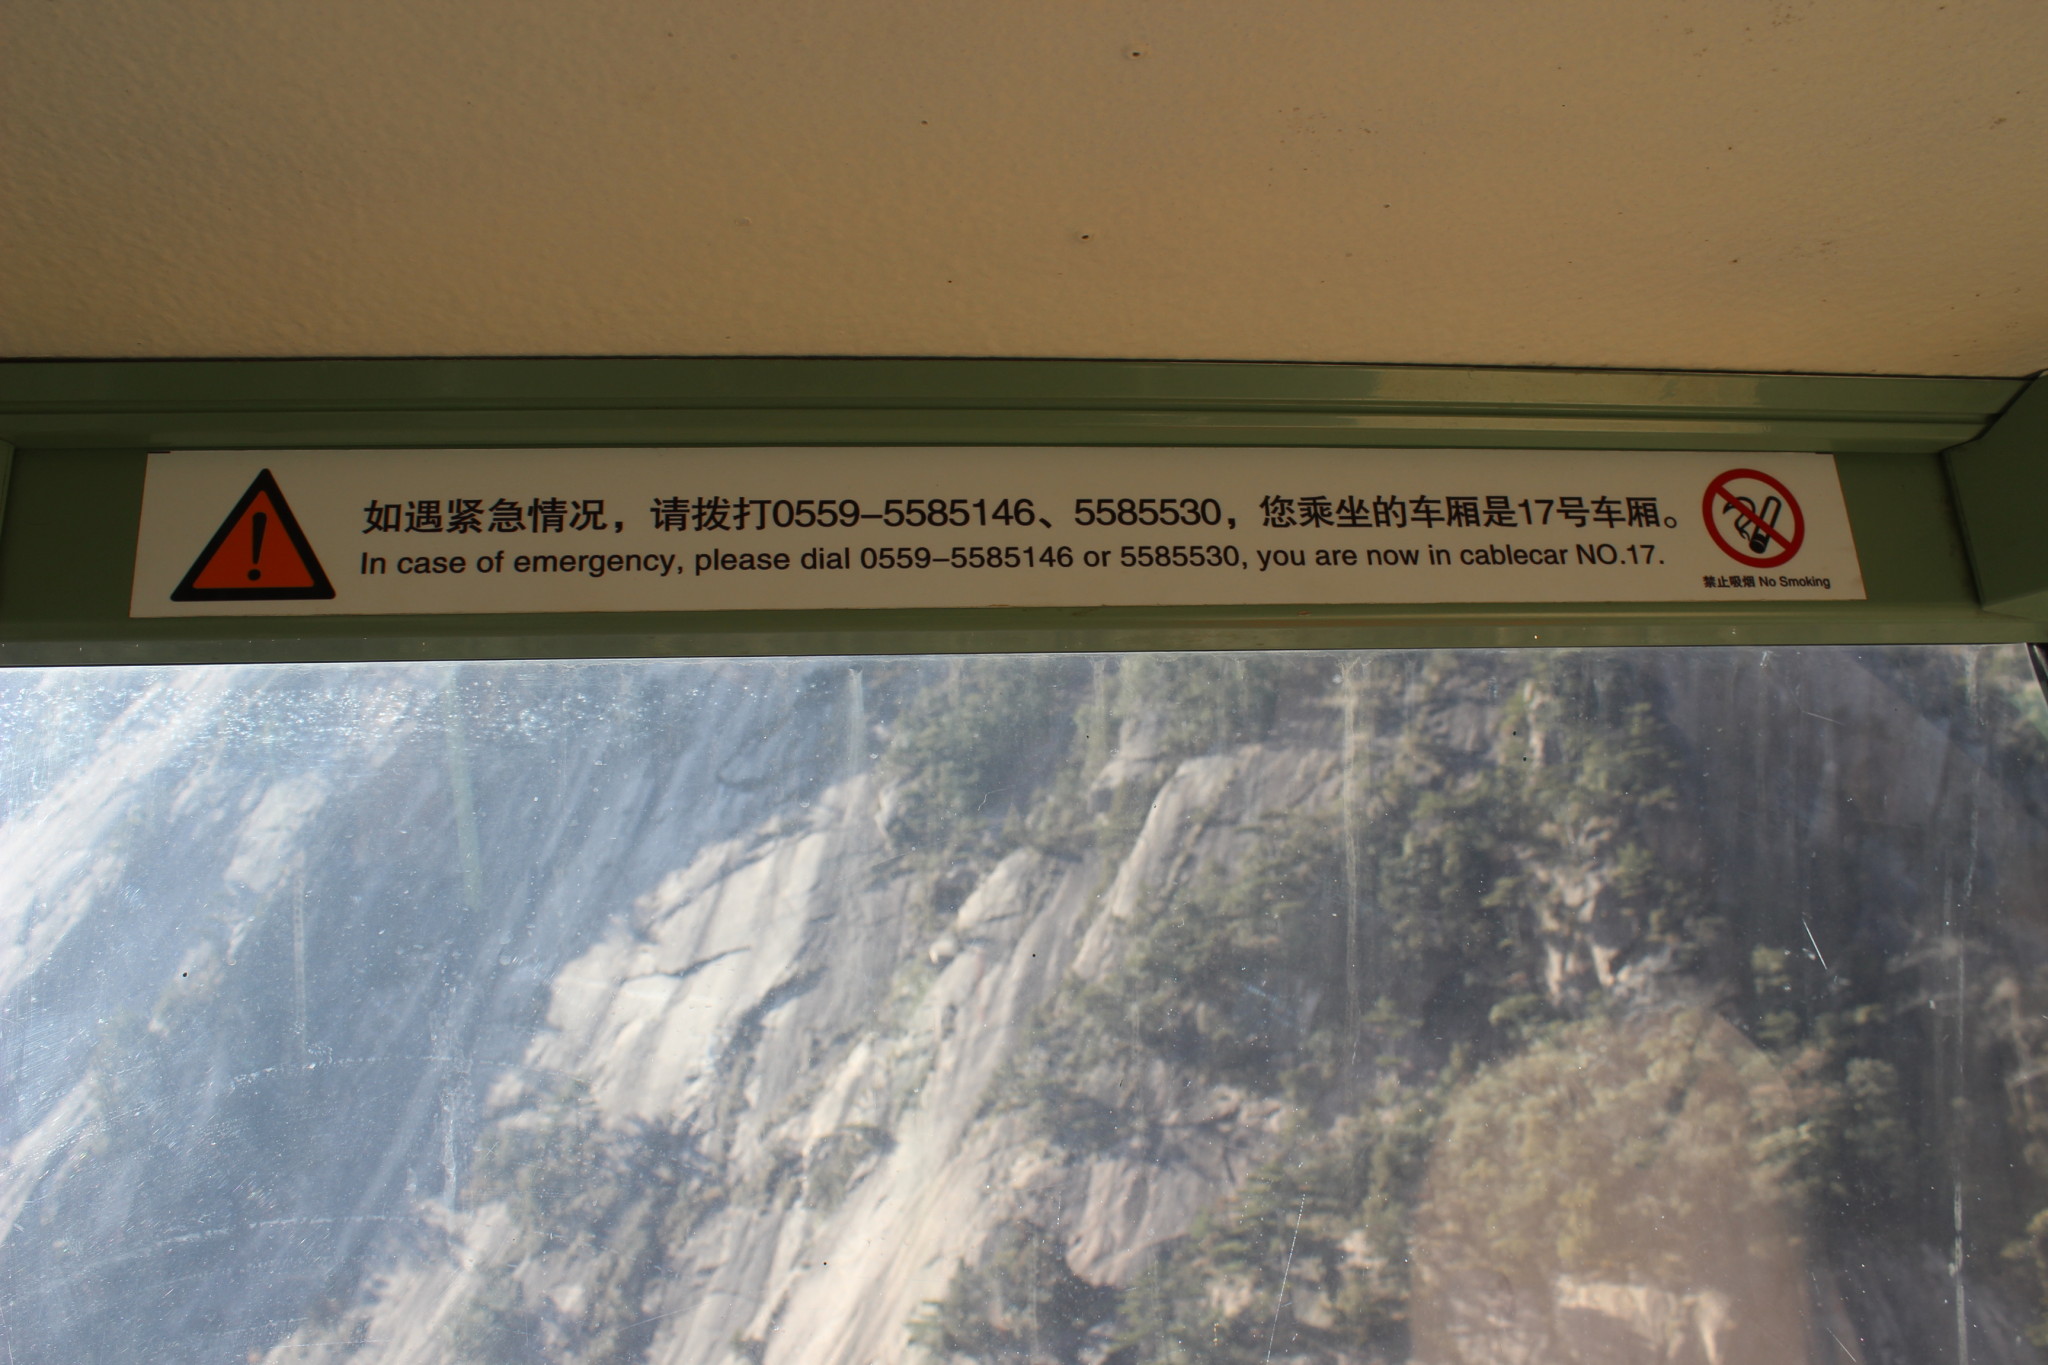 如遇紧急情况，请拨打0559-5585146、5585530，您乘坐的车厢是17号车厢。
In case of emergency, please dial 0559-5585146 or 5585530, you are now in cablecar NO.17.
禁止吸烟 No Smoking